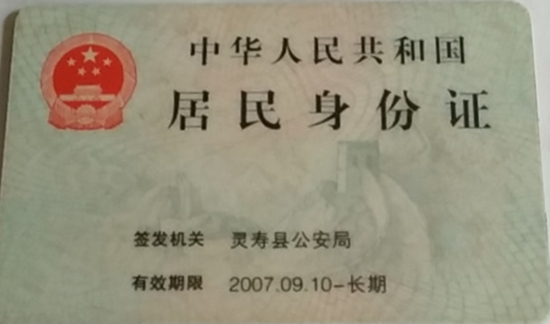 中华人民共和国
居民身份证
签发机关 灵寿县公安局
有效期限 2007.09.10-长期